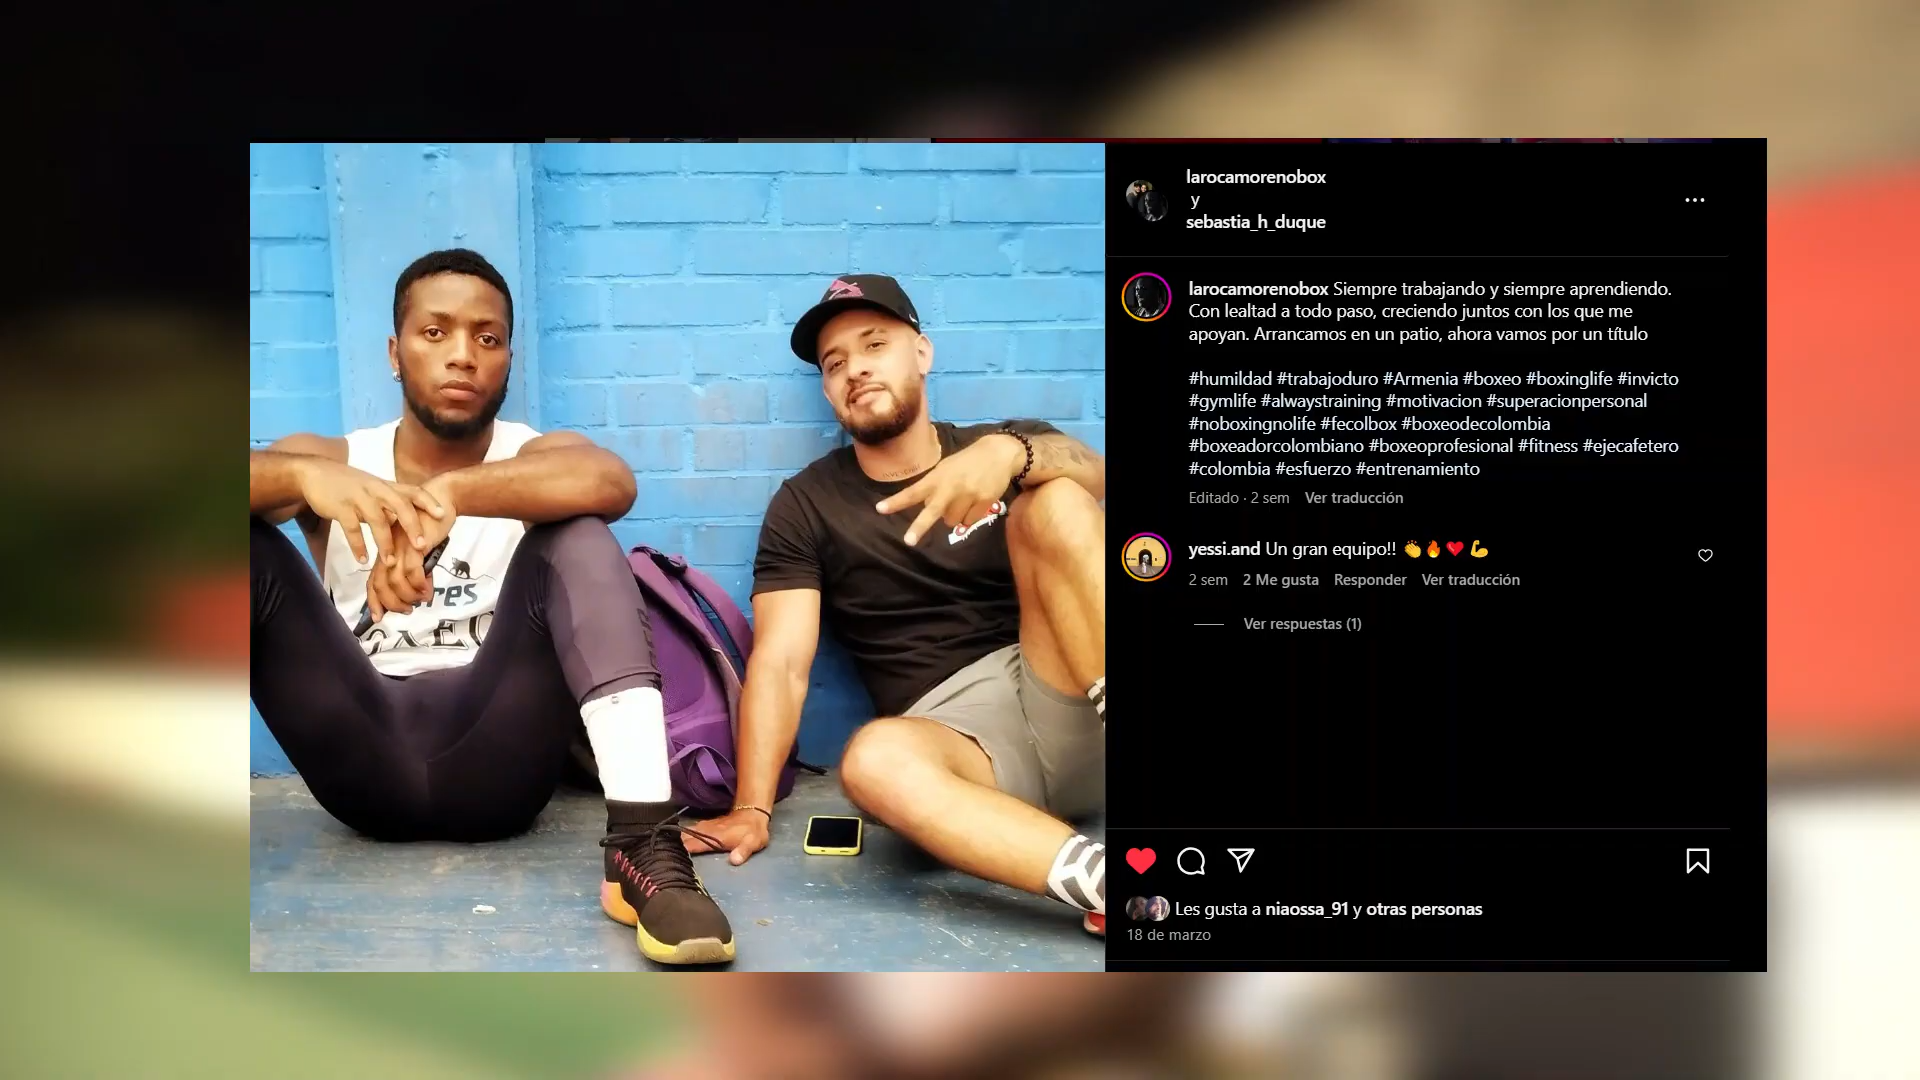 larocamorenobox
y
sebastia_h_duque
larocamorenobox Siempre trabajando y siempre aprendiendo.
Con lealtad a todo paso, creciendo juntos con los que me
apoyan. Arrancamos en un patio, ahora vamos por un título
#humildad #trabajoduro #Armenia #boxeo #boxinglife #invicto
#gymlife #alwaystraining #motivacion #superacionpersonal
#noboxingnolife #fecolbox #boxeodecolombia
#boxeadorcolombiano #boxeoprofesional #fitness #ejecafetero
#colombia #esfuerzo #entrenamiento
Editado · 2 sem Ver traducción
yessi.and Un gran equipo!! 👏🔥❤️💪
2 sem 2 Me gusta Responder Ver traducción
Ver respuestas (1)
Les gusta a niaossa_91 y otras personas
18 de marzo